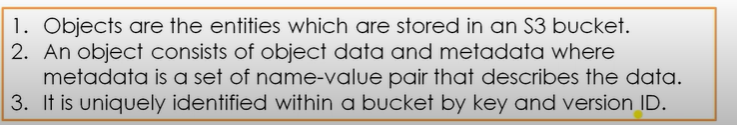 1. Objects are the entities which are stored in an S3 bucket.
2. An object consists of object data and metadata where
metadata is a set of name-value pair that describes the data.
3. It is uniquely identified within a bucket by key and version ID.